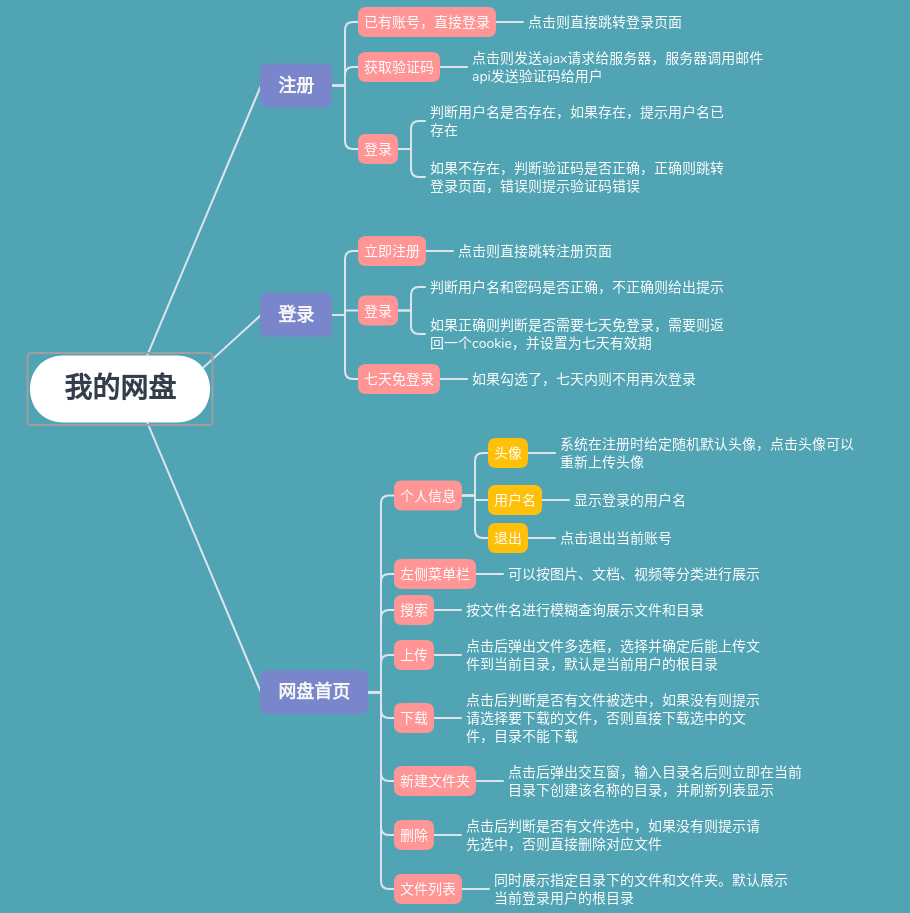 我的网盘
注册
已有账号，直接登录
点击则直接跳转登录页面
获取验证码
点击则发送ajax请求给服务器，服务器调用邮件
api发送验证码给用户
登录
判断用户名是否存在，如果存在，提示用户名已
存在
如果不存在，判断验证码是否正确，正确则跳转
登录页面，错误则提示验证码错误
登录
立即注册
点击则直接跳转注册页面
登录
判断用户名和密码是否正确，不正确则给出提示
如果正确则判断是否需要七天免登录，需要则返
回一个cookie，并设置为七天有效期
七天免登录
如果勾选了，七天内则不用再次登录
网盘首页
个人信息
头像
系统在注册时给定随机默认头像，点击头像可以
重新上传头像
用户名
显示登录的用户名
退出
点击退出当前账号
左侧菜单栏
可以按图片、文档、视频等分类进行展示
搜索
按文件名进行模糊查询展示文件和目录
上传
点击后弹出文件多选框，选择并确定后能上传文
件到当前目录，默认是当前用户的根目录
下载
点击后判断是否有文件被选中，如果没有则提示
请选择要下载的文件，否则直接下载选中的文
件，目录不能下载
新建文件夹
点击后弹出交互窗，输入目录名后则立即在当前
目录下创建该名称的目录，并刷新列表显示
删除
点击后判断是否有文件选中，如果没有则提示请
先选中，否则直接删除对应文件
文件列表
同时展示指定目录下的文件和文件夹。默认展示
当前登录用户的根目录